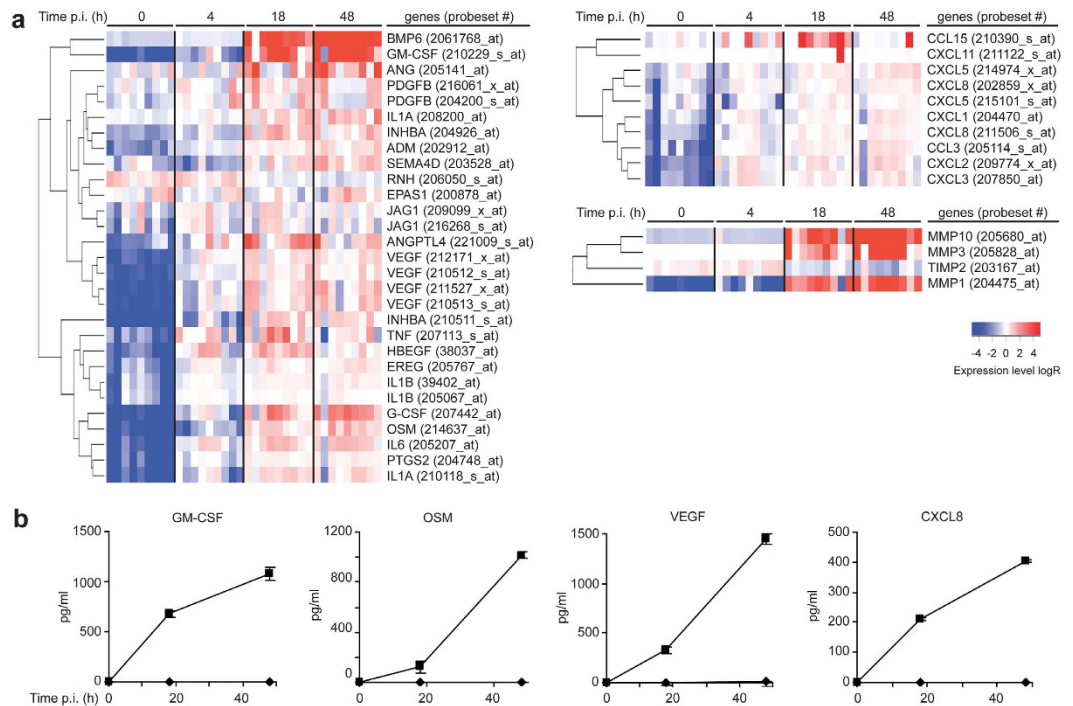 a
Time p.i. (h) 0 4 18 48 genes (probeset #)
BMP6 (2061768_at)
GM-CSF (210229_s_at)
ANG (205141_at)
PDGFB (216061_x_at)
PDGFB (204200_s_at)
IL1A (208200_at)
INHBA (204926_at)
ADM (202912_at)
SEMA4D (203528_at)
RNH (206050_s_at)
EPAS1 (200878_at)
JAG1 (209099_x_at)
JAG1 (216268_s_at)
ANGPTL4 (221009_s_at)
VEGF (212171_x_at)
VEGF (210512_s_at)
VEGF (211527_x_at)
VEGF (210513_s_at)
INHBA (210511_s_at)
TNF (207113_s_at)
HBEGF (38037_at)
EREG (205767_at)
IL1B (39402_at)
IL1B (205067_at)
G-CSF (207442_at)
OSM (214637_at)
IL6 (205207_at)
PTGS2 (204748_at)
IL1A (210118_s_at)
Time p.i. (h) 0 4 18 48 genes (probeset #)
CCL15 (210390_s_at)
CXCL11 (211122_s_at)
CXCL5 (214974_x_at)
CXCL8 (202859_x_at)
CXCL5 (215101_s_at)
CXCL1 (204470_at)
CXCL8 (211506_s_at)
CCL3 (205114_s_at)
CXCL2 (209774_x_at)
CXCL3 (207850_at)
Time p.i. (h) 0 4 18 48 genes (probeset #)
MMP10 (205680_at)
MMP3 (205828_at)
TIMP2 (203167_at)
MMP1 (204475_at)
-4 -2 0 2 4
Expression level logR
b
GM-CSF
1500
1000
500
0
pg/ml
Time p.i. (h) 0 20 40
OSM
1200
1000
800
600
400
200
0
pg/ml
0 20 40
VEGF
1500
1000
500
0
pg/ml
0 20 40
CXCL8
500
400
300
200
100
0
pg/ml
0 20 40